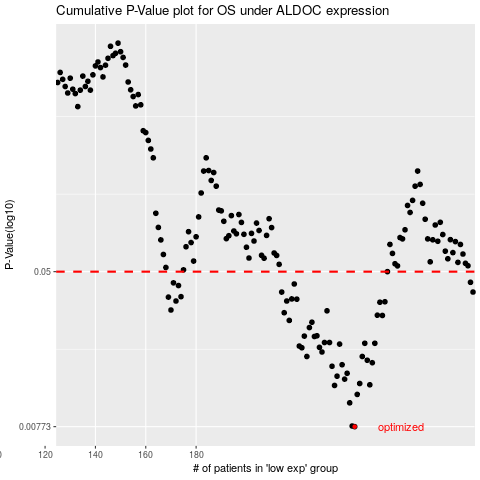 Cumulative P-Value plot for OS under ALDOC expression
P-Value(log10)
0.05
0.00773
optimized
0 120 140 160 180
# of patients in 'low exp' group